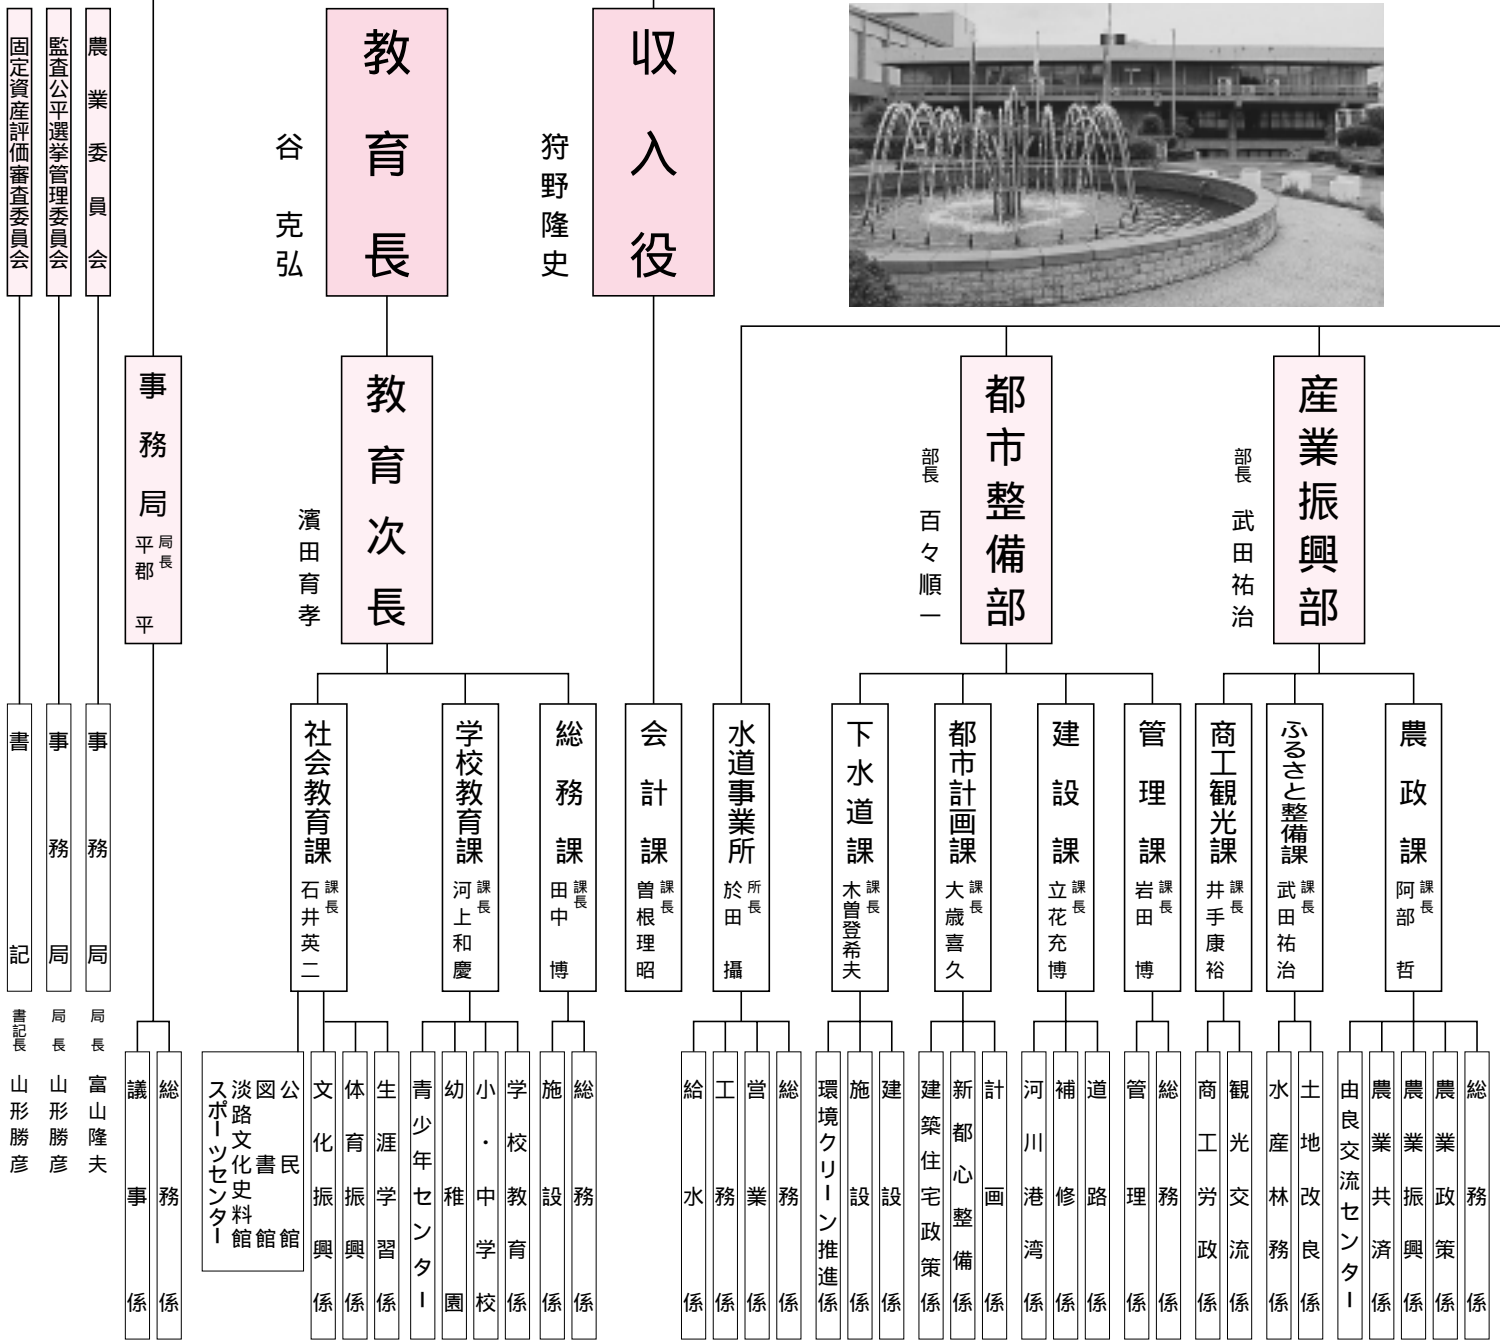 産業振興部
部長 武田祐治
農政課
課長 阿部 哲
総務係
農業政策係
農業振興係
農業共済係
由良交流センター
ふるさと整備課
課長 武田祐治
土地改良係
水産林務係
商工観光課
課長 井手康裕
観光交流係
商工労政係
都市整備部
部長 百々順一
管理課
課長 岩田 博
総務係
管理係
建設課
課長 立花充博
道路係
補修係
河川港湾係
都市計画課
課長 大歳喜久
計画係
新都心整備係
建築住宅政策係
下水道課
課長 木曽登希夫
建設係
施設係
環境クリーン推進係
水道事業所
所長 於田 攝
総務係
営業係
工務係
給水係
収入役
狩野隆史
会計課
課長 曽根理昭
教育長
谷 克弘
教育次長
濱田育孝
総務課
課長 田中 博
総務係
施設係
学校教育課
課長 河上和慶
学校教育係
小・中学校
幼稚園
青少年センター
社会教育課
課長 石井英二
生涯学習係
体育振興係
文化振興係
公民館
図書館
淡路文化史料館
スポーツセンター
事務局
局長 平郡 平
総務係
議事係
農業委員会
事務局
局長 富山隆夫
監査公平選挙管理委員会
事務局
局長 山形勝彦
固定資産評価審査委員会
書記
書記長 山形勝彦